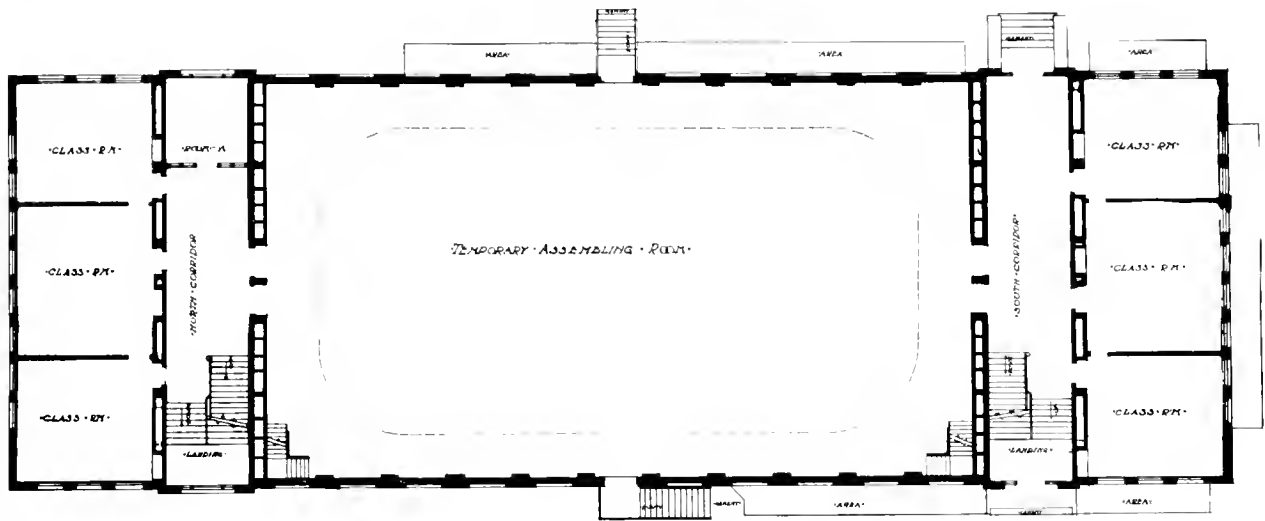 ·AREA·
·AREA·
·AREA·
·CLASS·RM·
·ROOM·A·
·CLASS·RM·
·TEMPORARY·ASSEMBLING·ROOM·
·CLASS·RM·
·NORTH·CORRIDOR·
·SOUTH·CORRIDOR·
·CLASS·RM·
·CLASS·RM·
·CLASS·RM·
·LANDING·
·LANDING·
·AREA·
·AREA·